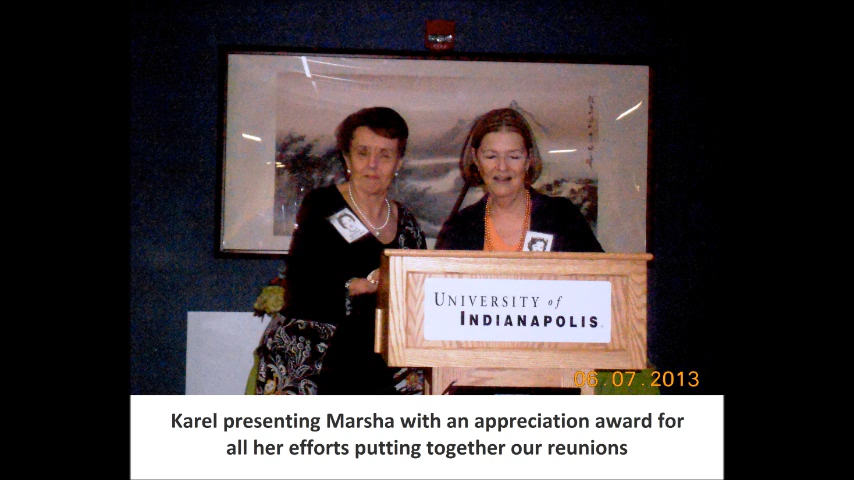 UNIVERSITY of
INDIANAPOLIS
06.07.2013
Karel presenting Marsha with an appreciation award for
all her efforts putting together our reunions